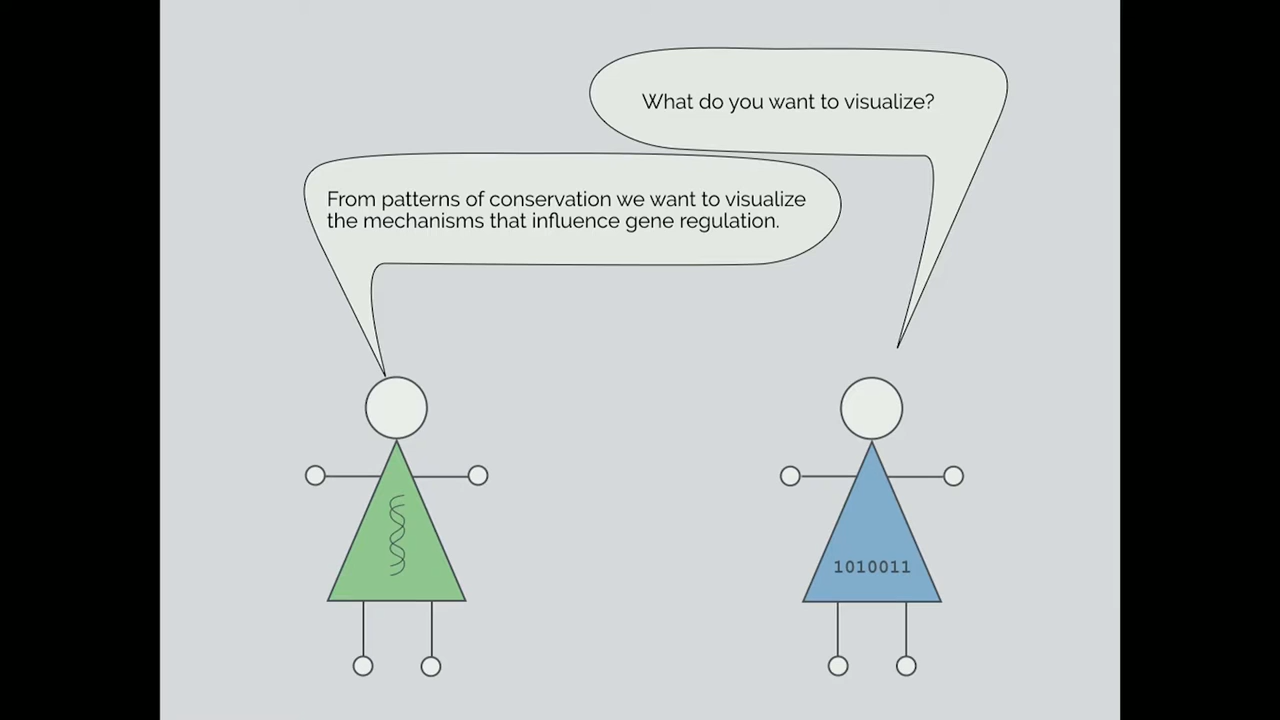 What do you want to visualize?
From patterns of conservation we want to visualize
the mechanisms that influence gene regulation.
1010011